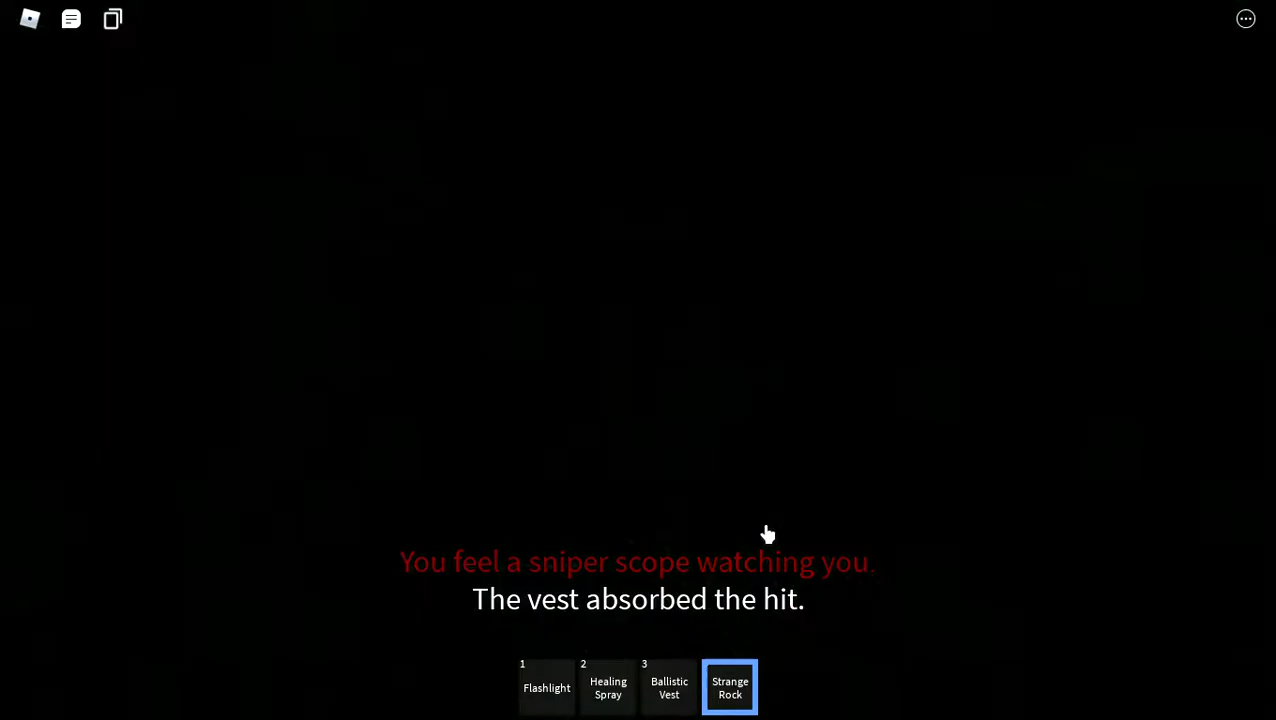 You feel a sniper scope watching you.
The vest absorbed the hit.
1
Flashlight
2
Healing
Spray
3
Ballistic
Vest
Strange
Rock